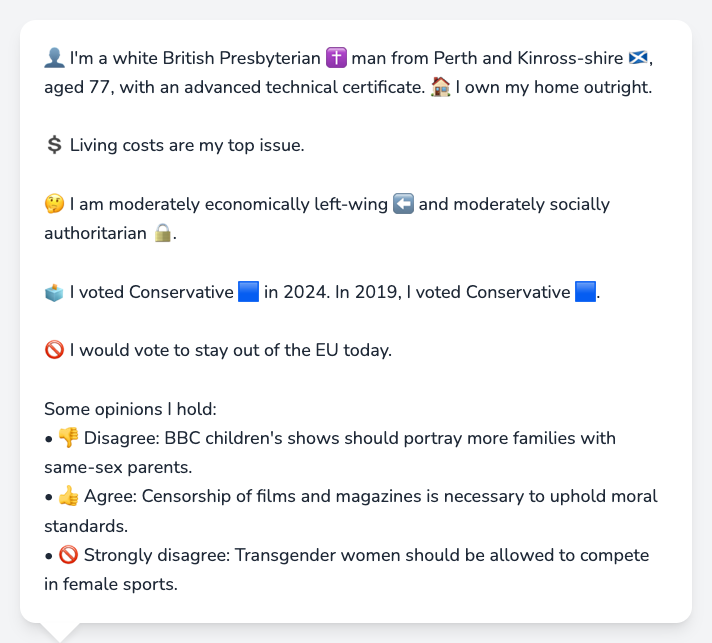 👤 I'm a white British Presbyterian ✝️ man from Perth and Kinross-shire 🏴󠁧󠁢󠁳󠁣󠁴󠁿,
aged 77, with an advanced technical certificate. 🏠 I own my home outright.
💲 Living costs are my top issue.
🤔 I am moderately economically left-wing ⬅️ and moderately socially
authoritarian 🔒.
🗳️ I voted Conservative 🟦 in 2024. In 2019, I voted Conservative 🟦.
🚫 I would vote to stay out of the EU today.
Some opinions I hold:
• 👎 Disagree: BBC children's shows should portray more families with
same-sex parents.
• 👍 Agree: Censorship of films and magazines is necessary to uphold moral
standards.
• 🚫 Strongly disagree: Transgender women should be allowed to compete
in female sports.